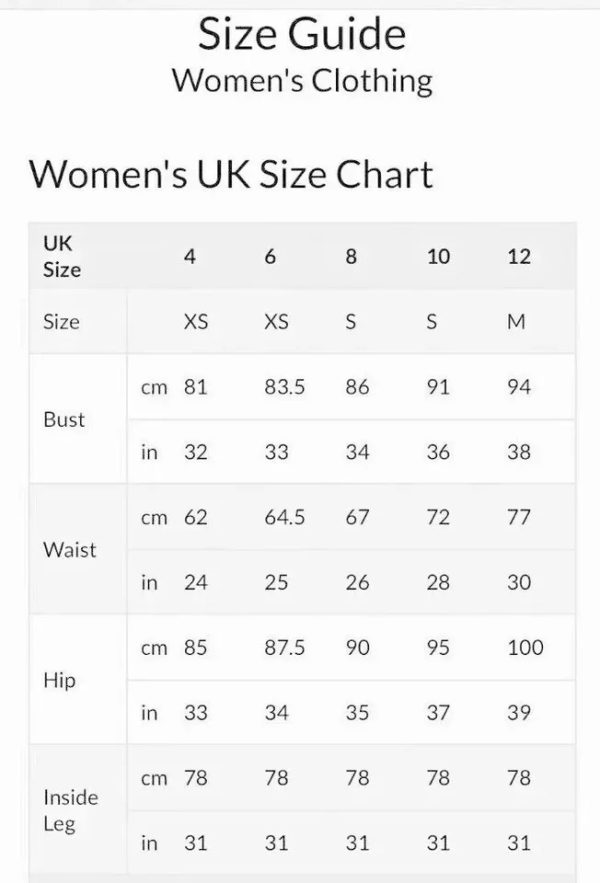 Size Guide
Women's Clothing
Women's UK Size Chart
UK Size 4 6 8 10 12
Size XS XS S S M
Bust
cm 81 83.5 86 91 94
in 32 33 34 36 38
Waist
cm 62 64.5 67 72 77
in 24 25 26 28 30
Hip
cm 85 87.5 90 95 100
in 33 34 35 37 39
Inside Leg
cm 78 78 78 78 78
in 31 31 31 31 31